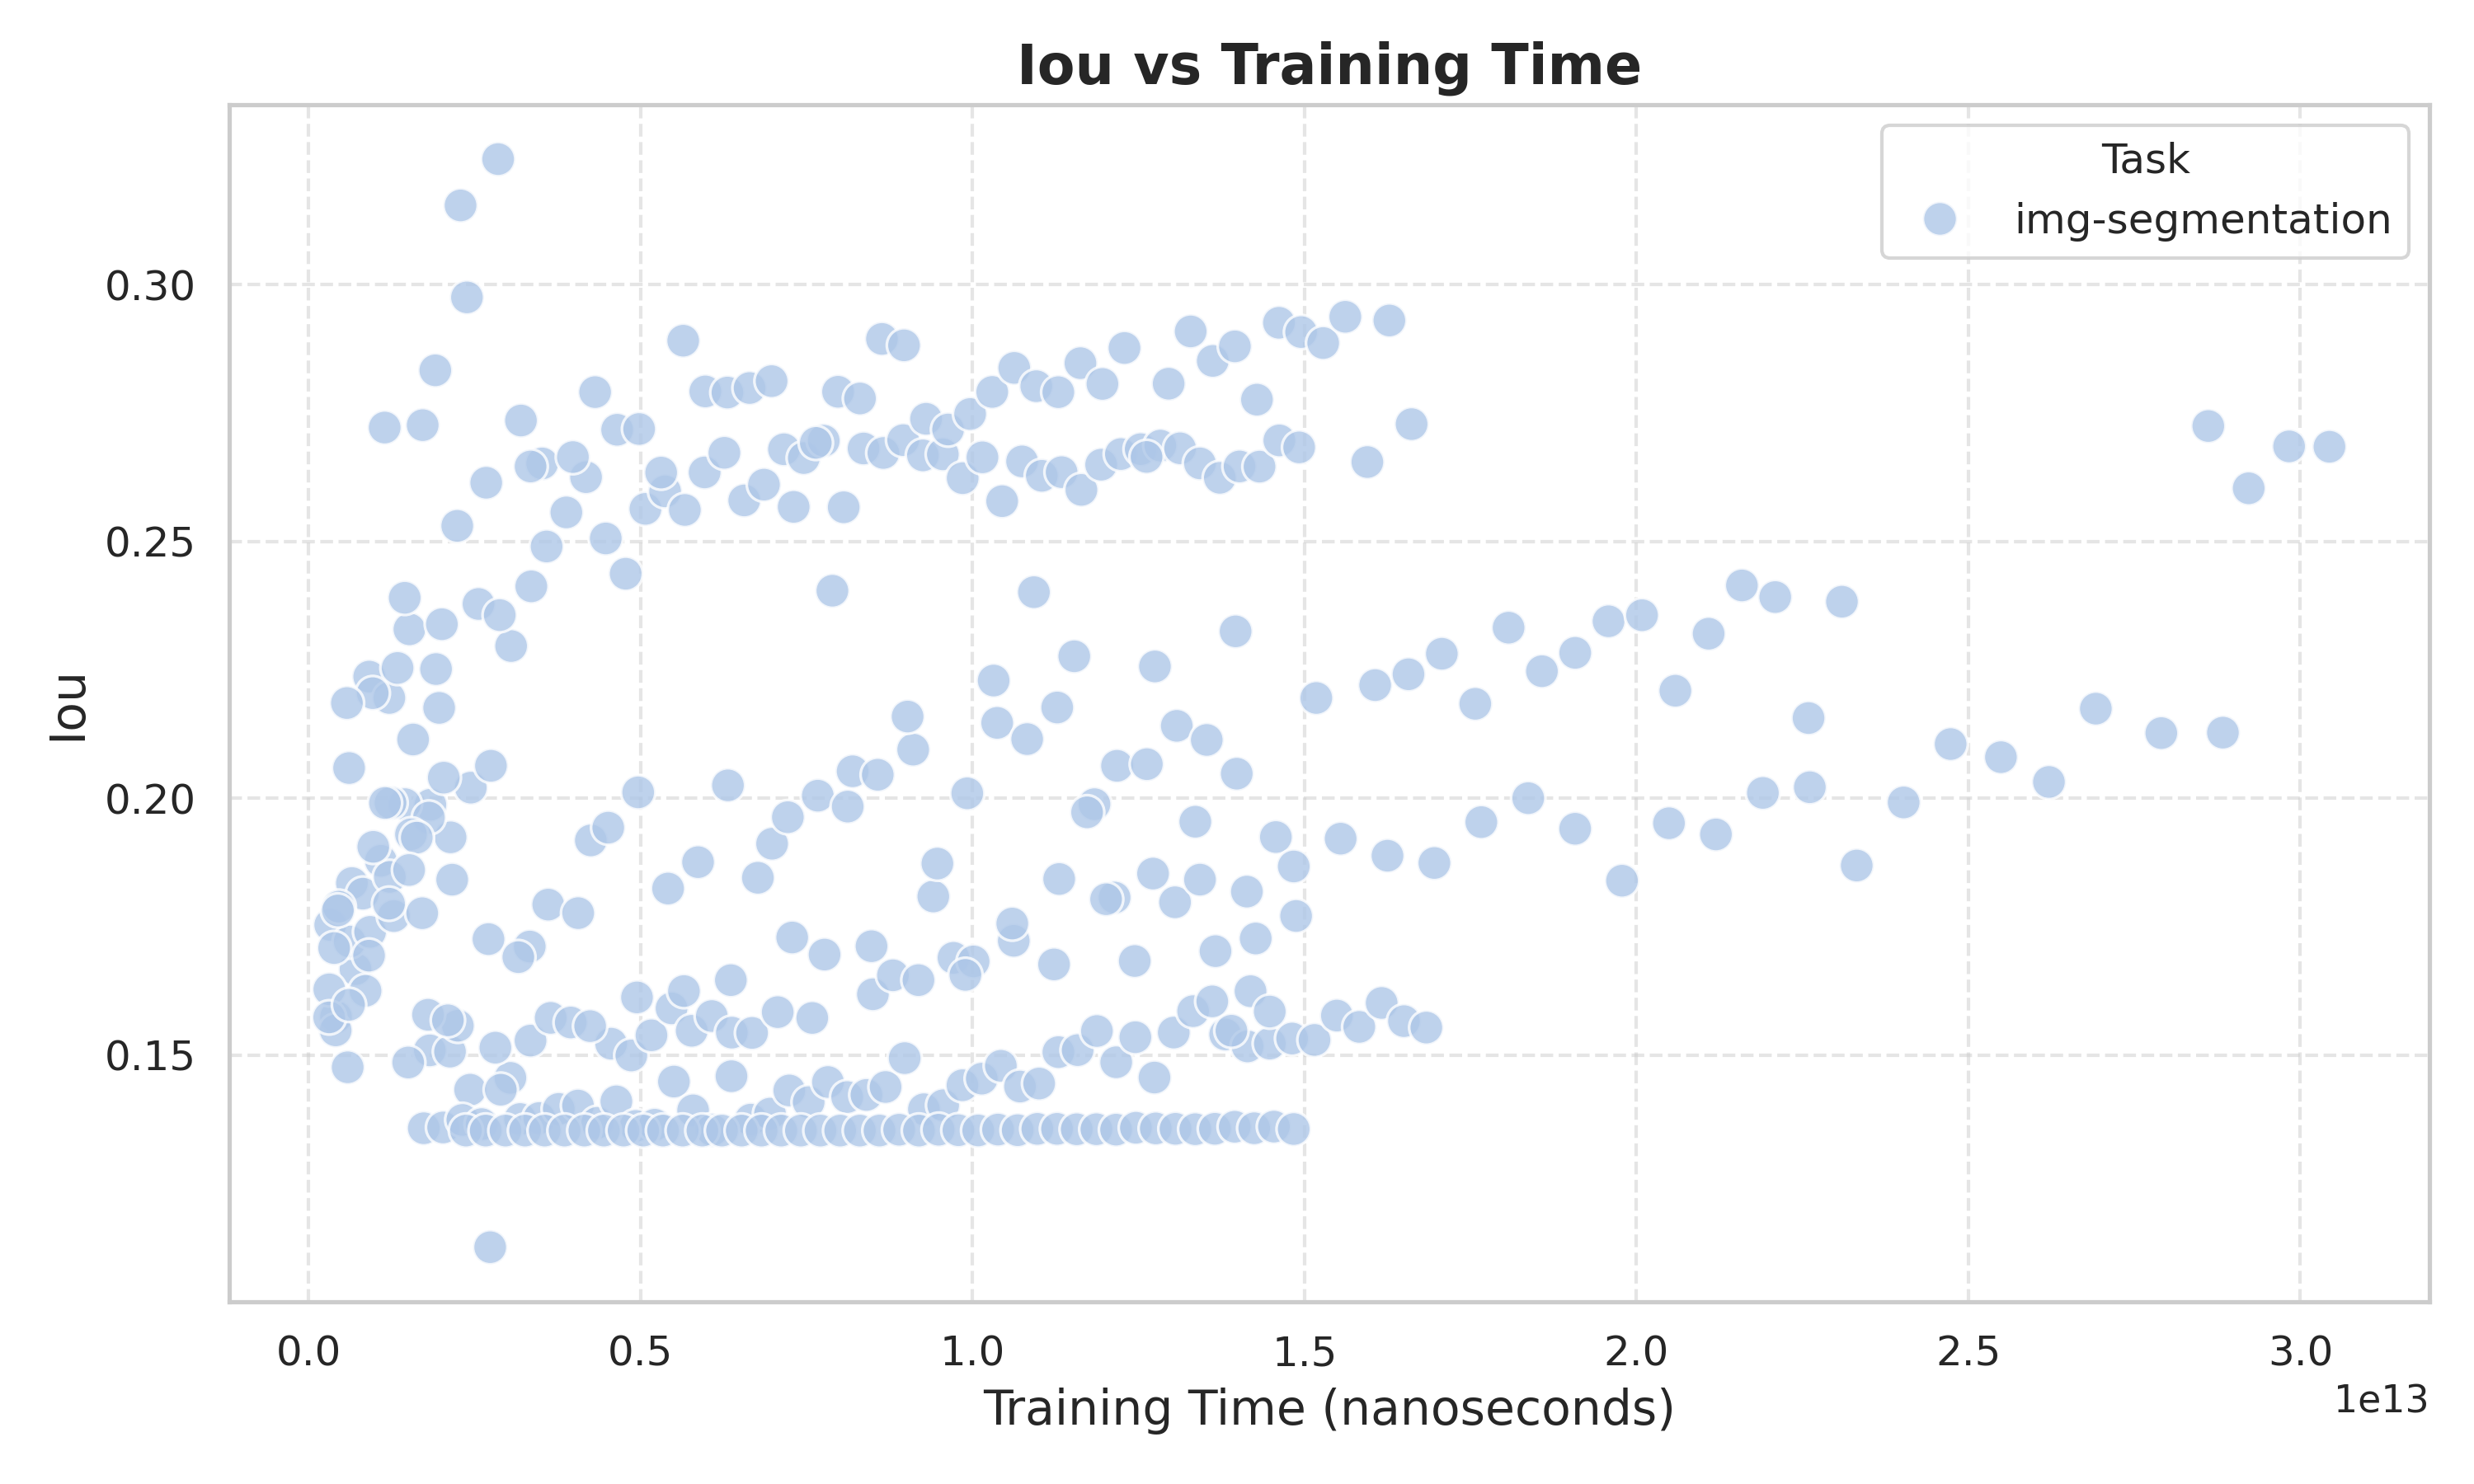 Iou vs Training Time
Task
img-segmentation
Iou
0.30
0.25
0.20
0.15
0.0
0.5
1.0
1.5
2.0
2.5
3.0
1e13
Training Time (nanoseconds)